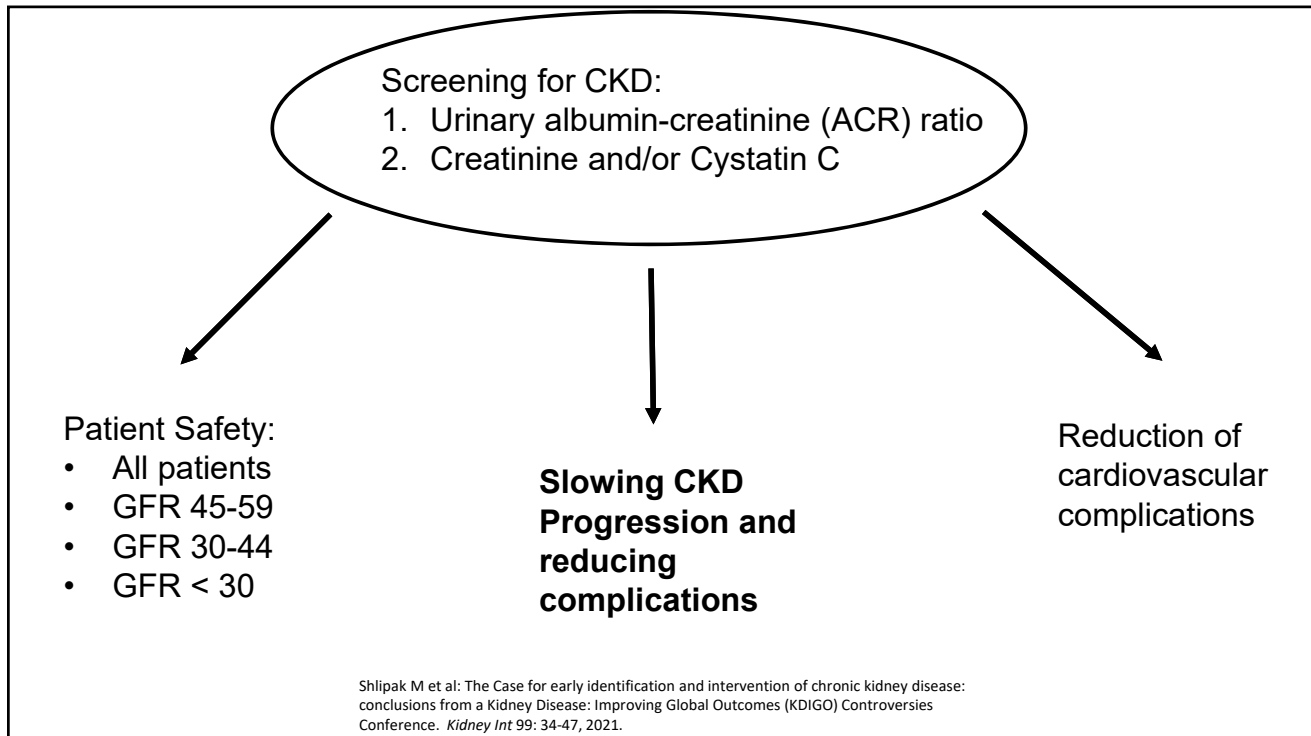 Screening for CKD:
1. Urinary albumin-creatinine (ACR) ratio
2. Creatinine and/or Cystatin C
Patient Safety:
• All patients
• GFR 45-59
• GFR 30-44
• GFR < 30
Slowing CKD
Progression and
reducing
complications
Reduction of
cardiovascular
complications
Shlipak M et al: The Case for early identification and intervention of chronic kidney disease:
conclusions from a Kidney Disease: Improving Global Outcomes (KDIGO) Controversies
Conference. Kidney Int 99: 34-47, 2021.